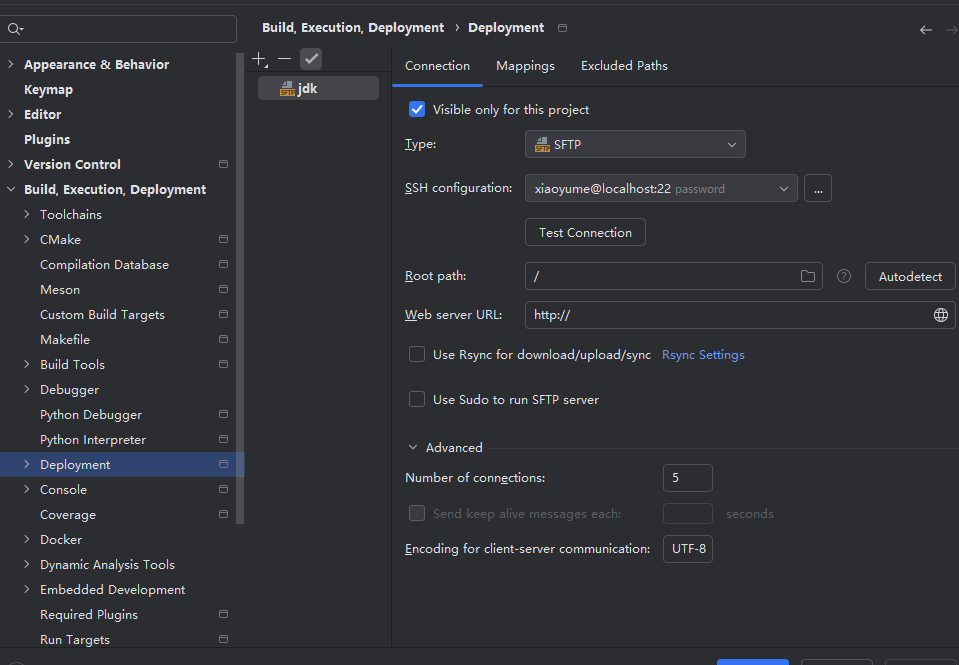 Build, Execution, Deployment › Deployment
Appearance & Behavior
Keymap
Editor
Plugins
Version Control
Build, Execution, Deployment
Toolchains
CMake
Compilation Database
Meson
Custom Build Targets
Makefile
Build Tools
Debugger
Python Debugger
Python Interpreter
Deployment
Console
Coverage
Docker
Dynamic Analysis Tools
Embedded Development
Required Plugins
Run Targets
SFTP jdk
Connection Mappings Excluded Paths
Visible only for this project
Type: SFTP SFTP
SSH configuration: xiaoyume@localhost:22 password ...
Test Connection
Root path: / ? Autodetect
Web server URL: http://
Use Rsync for download/upload/sync Rsync Settings
Use Sudo to run SFTP server
Advanced
Number of connections: 5
Send keep alive messages each: seconds
Encoding for client-server communication: UTF-8